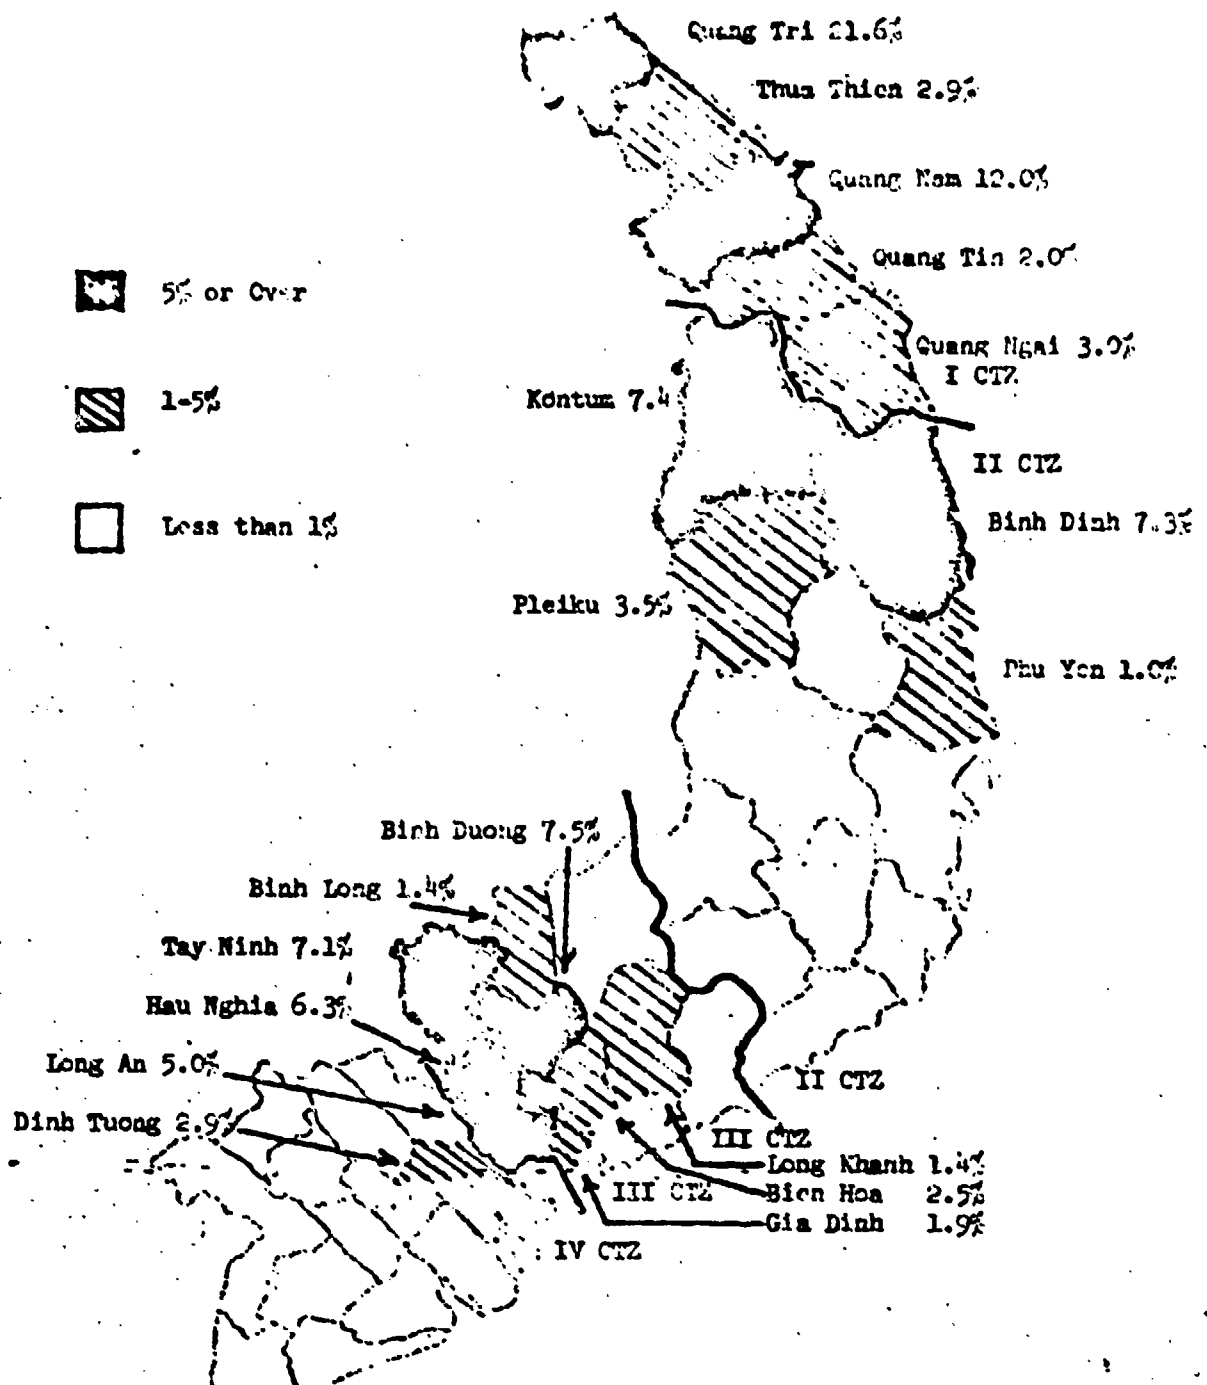 Quang Tri 21.6%
Thua Thien 2.9%
Quang Nam 12.0%
Quang Tin 2.0%
5% or Over
Quang Ngai 3.0%
I CTZ
1-5%
Kontum 7.4
II CTZ
Less than 1%
Binh Dinh 7.3%
Pleiku 3.5%
Phu Yen 1.0%
Binh Duong 7.5%
Binh Long 1.4%
Tay Ninh 7.1%
Hau Nghia 6.3%
Long An 5.0%
II CTZ
Dinh Tuong 2.9%
III CTZ
Long Khanh 1.4%
III CTZ
Bien Hoa 2.5%
Gia Dinh 1.9%
IV CTZ